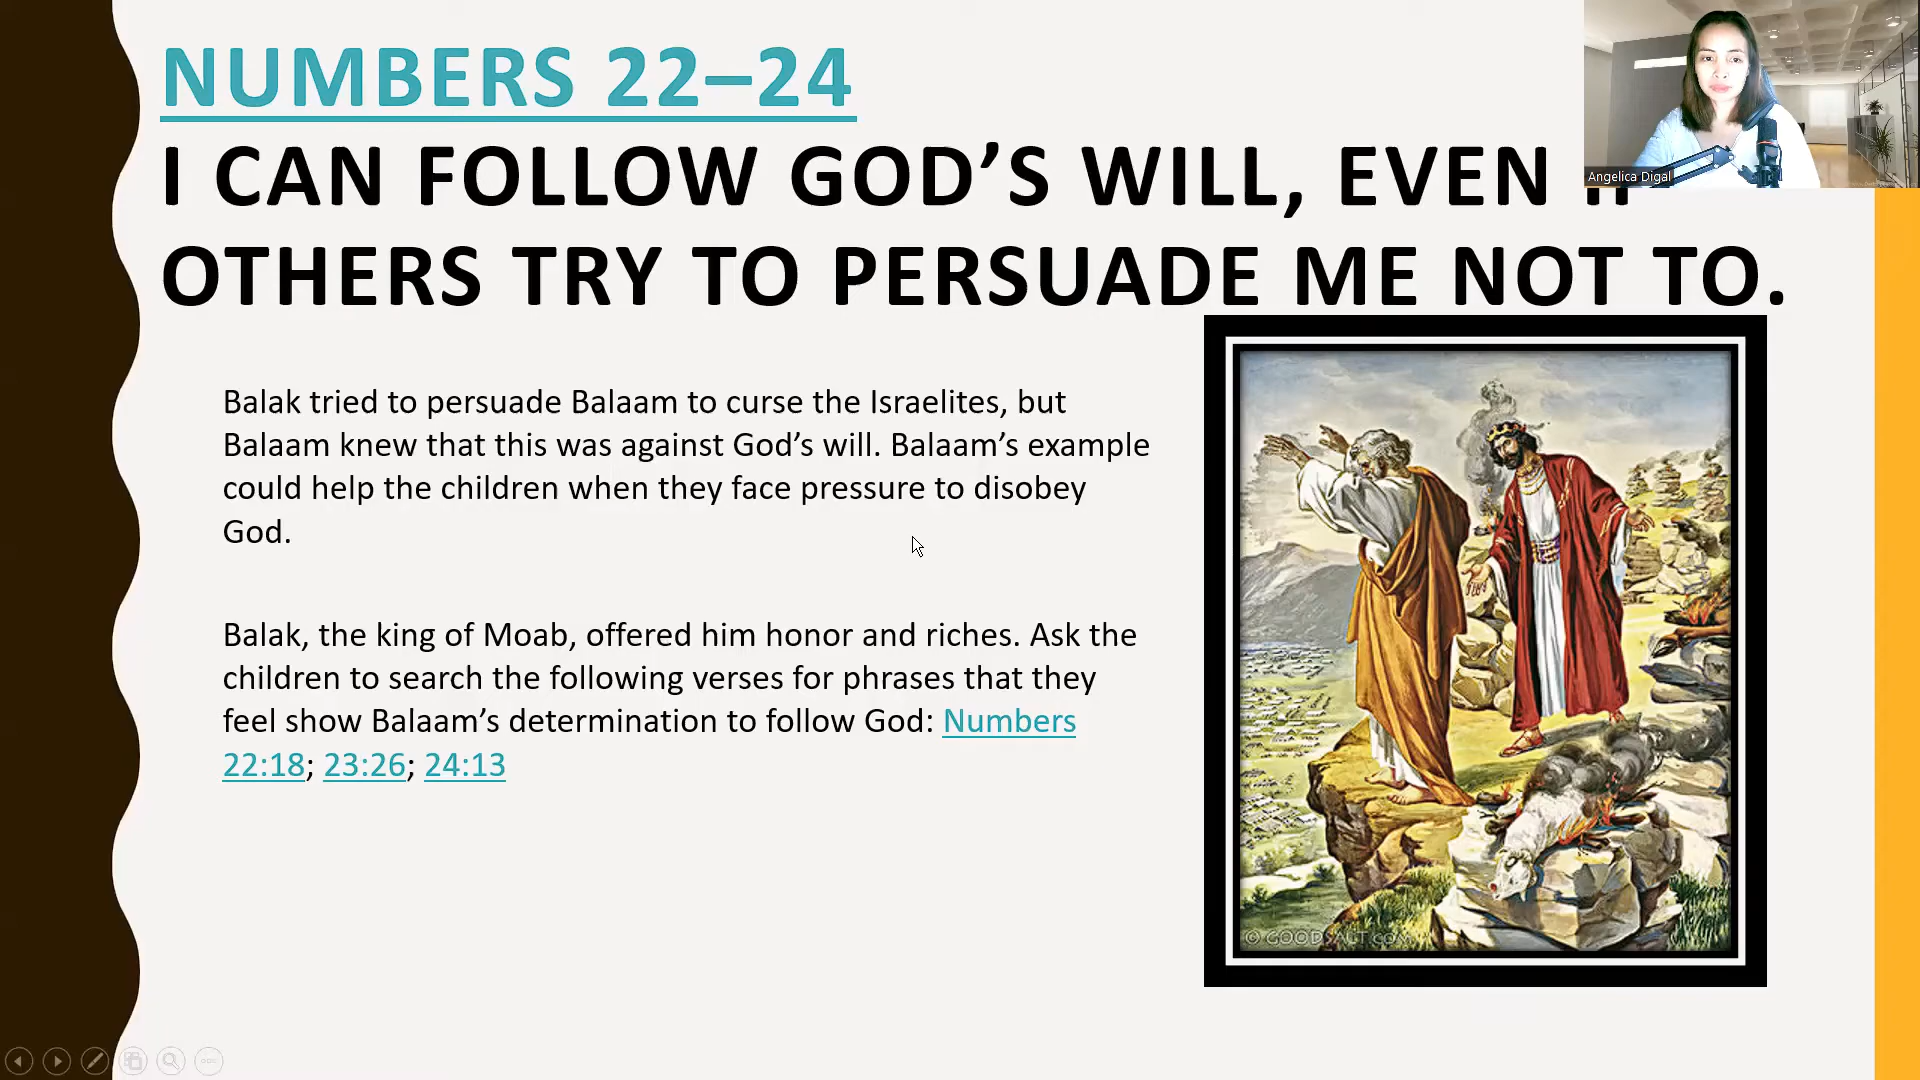 NUMBERS 22–24
I CAN FOLLOW GOD’S WILL, EVEN
OTHERS TRY TO PERSUADE ME NOT TO.
Angelica Digal
Balak tried to persuade Balaam to curse the Israelites, but
Balaam knew that this was against God’s will. Balaam’s example
could help the children when they face pressure to disobey
God.
Balak, the king of Moab, offered him honor and riches. Ask the
children to search the following verses for phrases that they
feel show Balaam’s determination to follow God: Numbers
22:18; 23:26; 24:13
© GOODSALT.COM